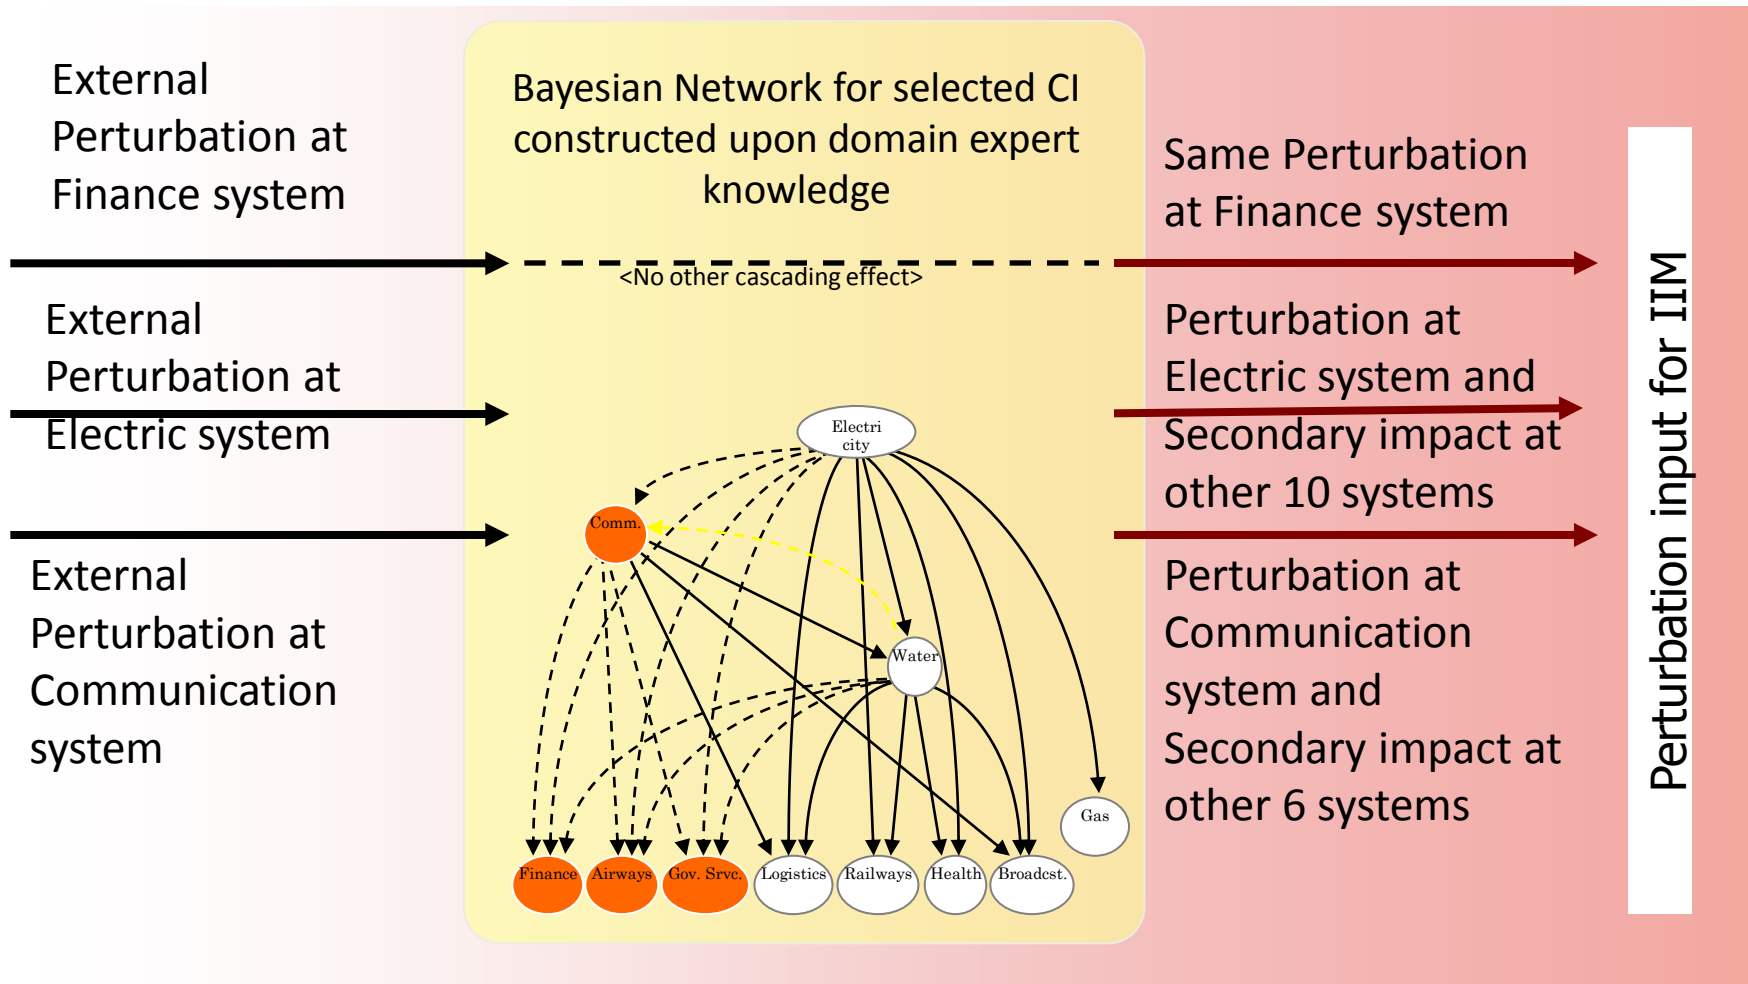 External
Perturbation at
Finance system
Bayesian Network for selected CI
constructed upon domain expert
knowledge
Same Perturbation
at Finance system
<No other cascading effect>
External
Perturbation at
Electric system
Perturbation at
Electric system and
Secondary impact at
other 10 systems
External
Perturbation at
Communication
system
Electri
city
Comm.
Water
Gas
Finance
Airways
Gov. Srvc.
Logistics
Railways
Health
Broadcst.
Perturbation at
Communication
system and
Secondary impact at
other 6 systems
Perturbation input for IIM